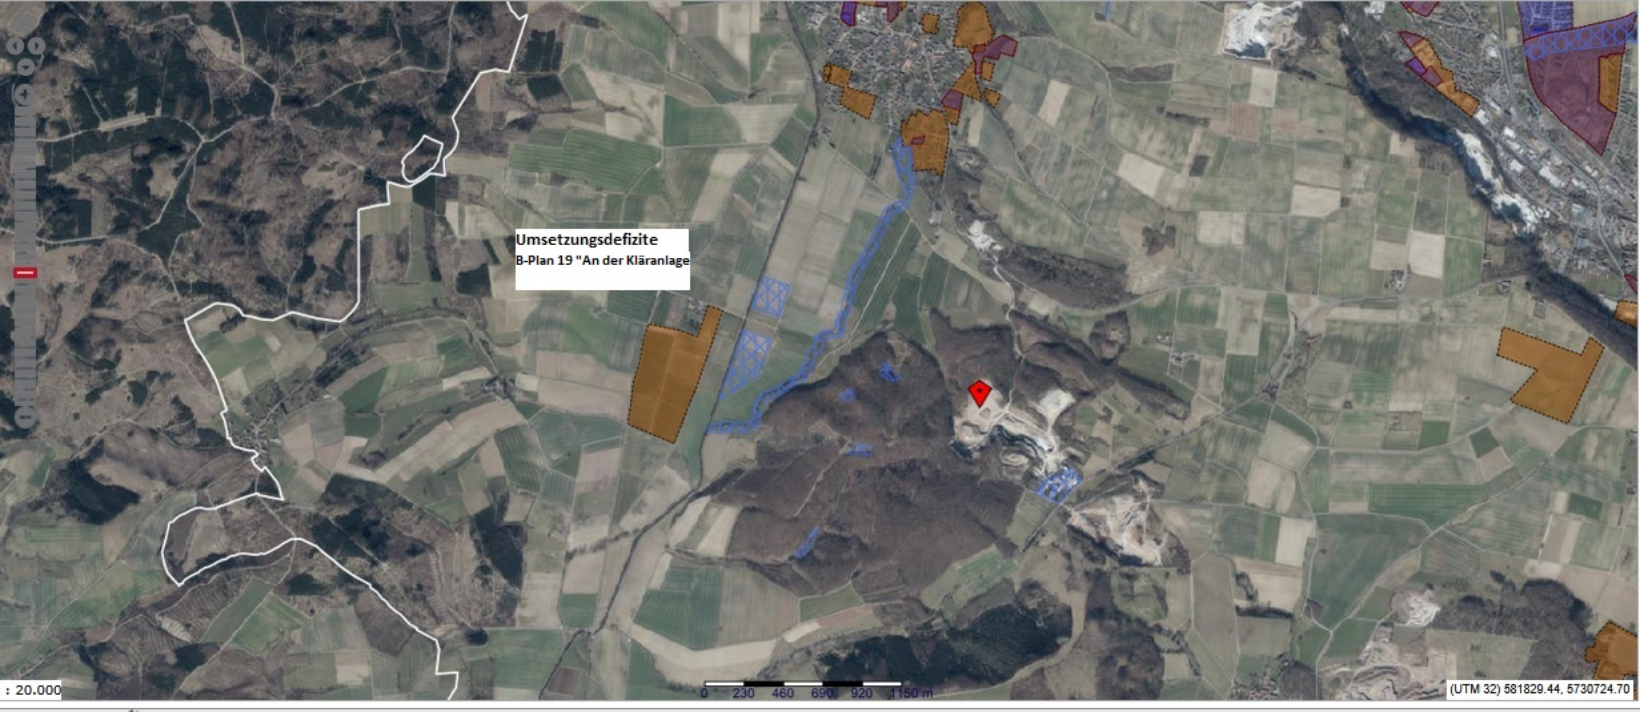 Umsetzungsdefizite
B-Plan 19 "An der Kläranlage
: 20.000
0 230 460 690 920 1150 m
(UTM 32) 581829.44, 5730724.70